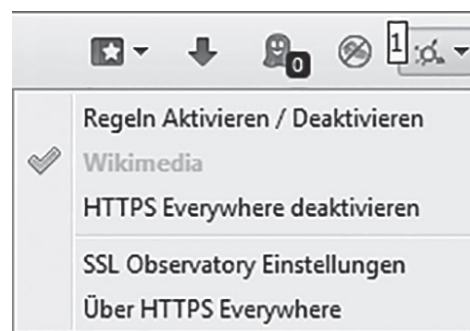 0 1
Regeln Aktivieren / Deaktivieren
Wikimedia
HTTPS Everywhere deaktivieren
SSL Observatory Einstellungen
Über HTTPS Everywhere